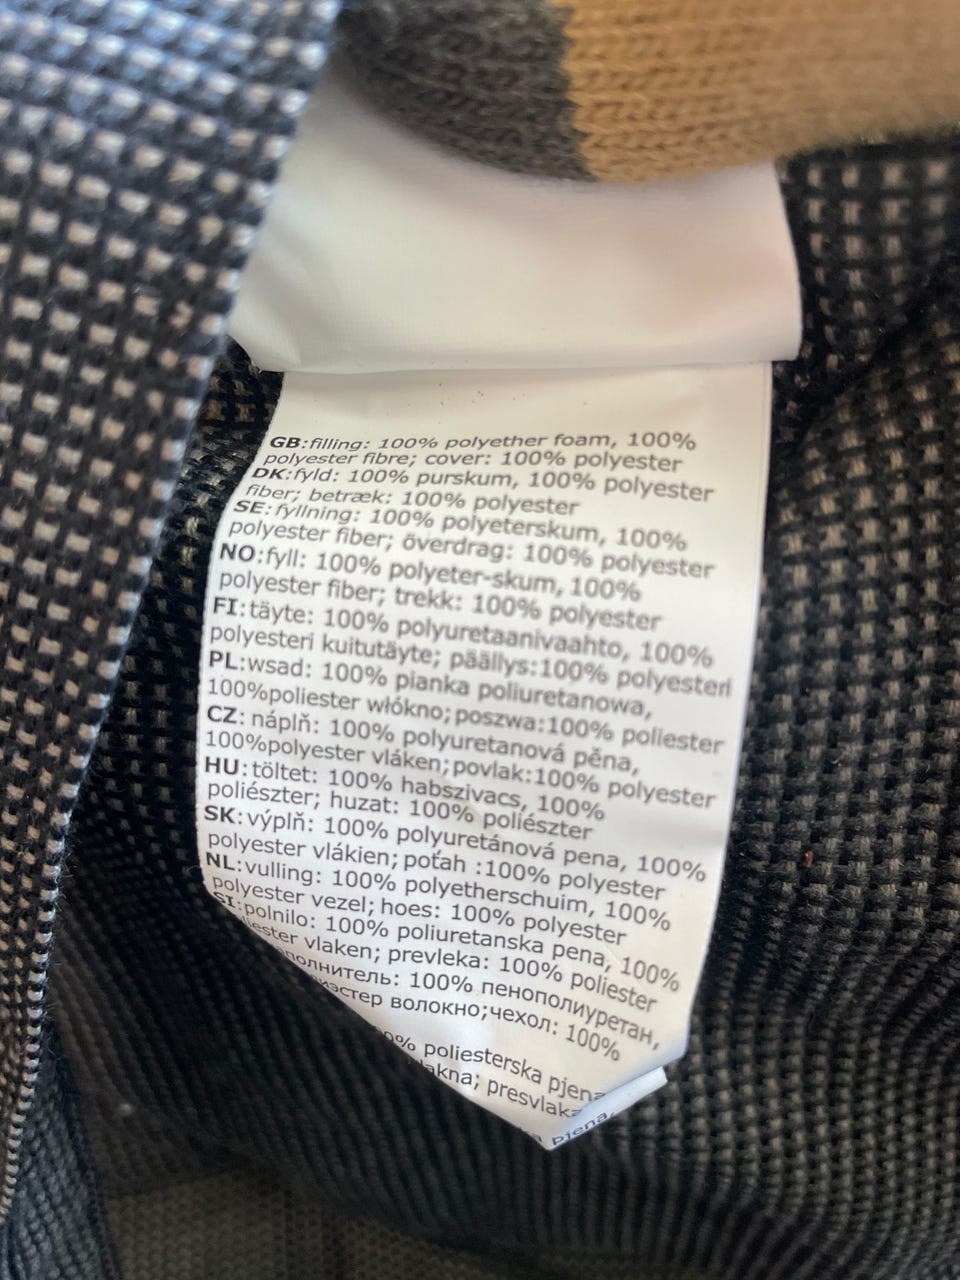 GB:filling: 100% polyether foam, 100%
polyester fibre; cover: 100% polyester
DK:fyld: 100% purskum, 100% polyester
fiber; betræk: 100% polyester
SE:fyllning: 100% polyeterskum, 100%
polyester fiber; överdrag: 100% polyester
NO:fyll: 100% polyeter-skum, 100%
polyester fiber; trekk: 100% polyester
FI:täyte: 100% polyuretaanivaahto, 100%
polyesteri kuitutäyte; päällys:100% polyesteri
PL:wsad: 100% pianka poliuretanowa,
100%poliester włókno;poszwa:100% poliester
CZ: náplň: 100% polyuretanová pěna,
100%polyester vláken;povlak:100% polyester
HU:töltet: 100% habszivacs, 100%
poliészter; huzat: 100% poliészter
SK:výplň: 100% polyuretánová pena, 100%
polyester vlákien;poťah :100% polyester
NL:vulling: 100% polyetherschuim, 100%
polyester vezel;hoes: 100% polyester
SI:polnilo: 100% poliuretanska pena, 100%
vlaken; prevleka: 100% poliester
100% пенополиуретан,
волокно;чехол: 100%
poliesterska pjena
presvlaka
pjena,